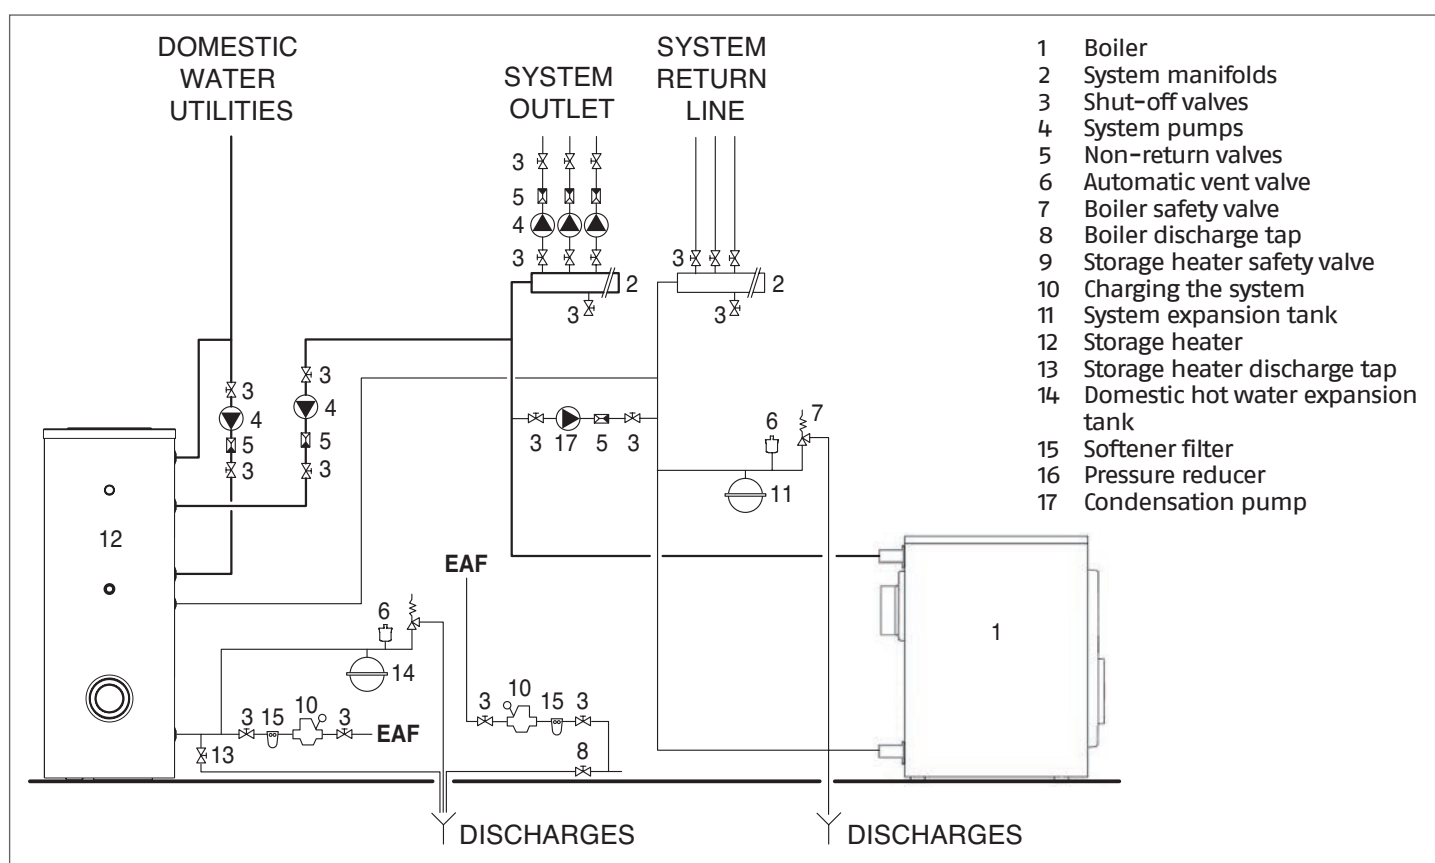 DOMESTIC
WATER
UTILITIES
SYSTEM
OUTLET
SYSTEM
RETURN
LINE
1 Boiler
2 System manifolds
3 Shut-off valves
4 System pumps
5 Non-return valves
6 Automatic vent valve
7 Boiler safety valve
8 Boiler discharge tap
9 Storage heater safety valve
10 Charging the system
11 System expansion tank
12 Storage heater
13 Storage heater discharge tap
14 Domestic hot water expansion
tank
15 Softener filter
16 Pressure reducer
17 Condensation pump
3
5
4
3
2
3
3
2
3
3
4
5
3
3
4
5
3
3
17
5
3
6
7
11
12
EAF
1
6
14
3
15
10
3
EAF
13
3
10
15
3
8
DISCHARGES
DISCHARGES